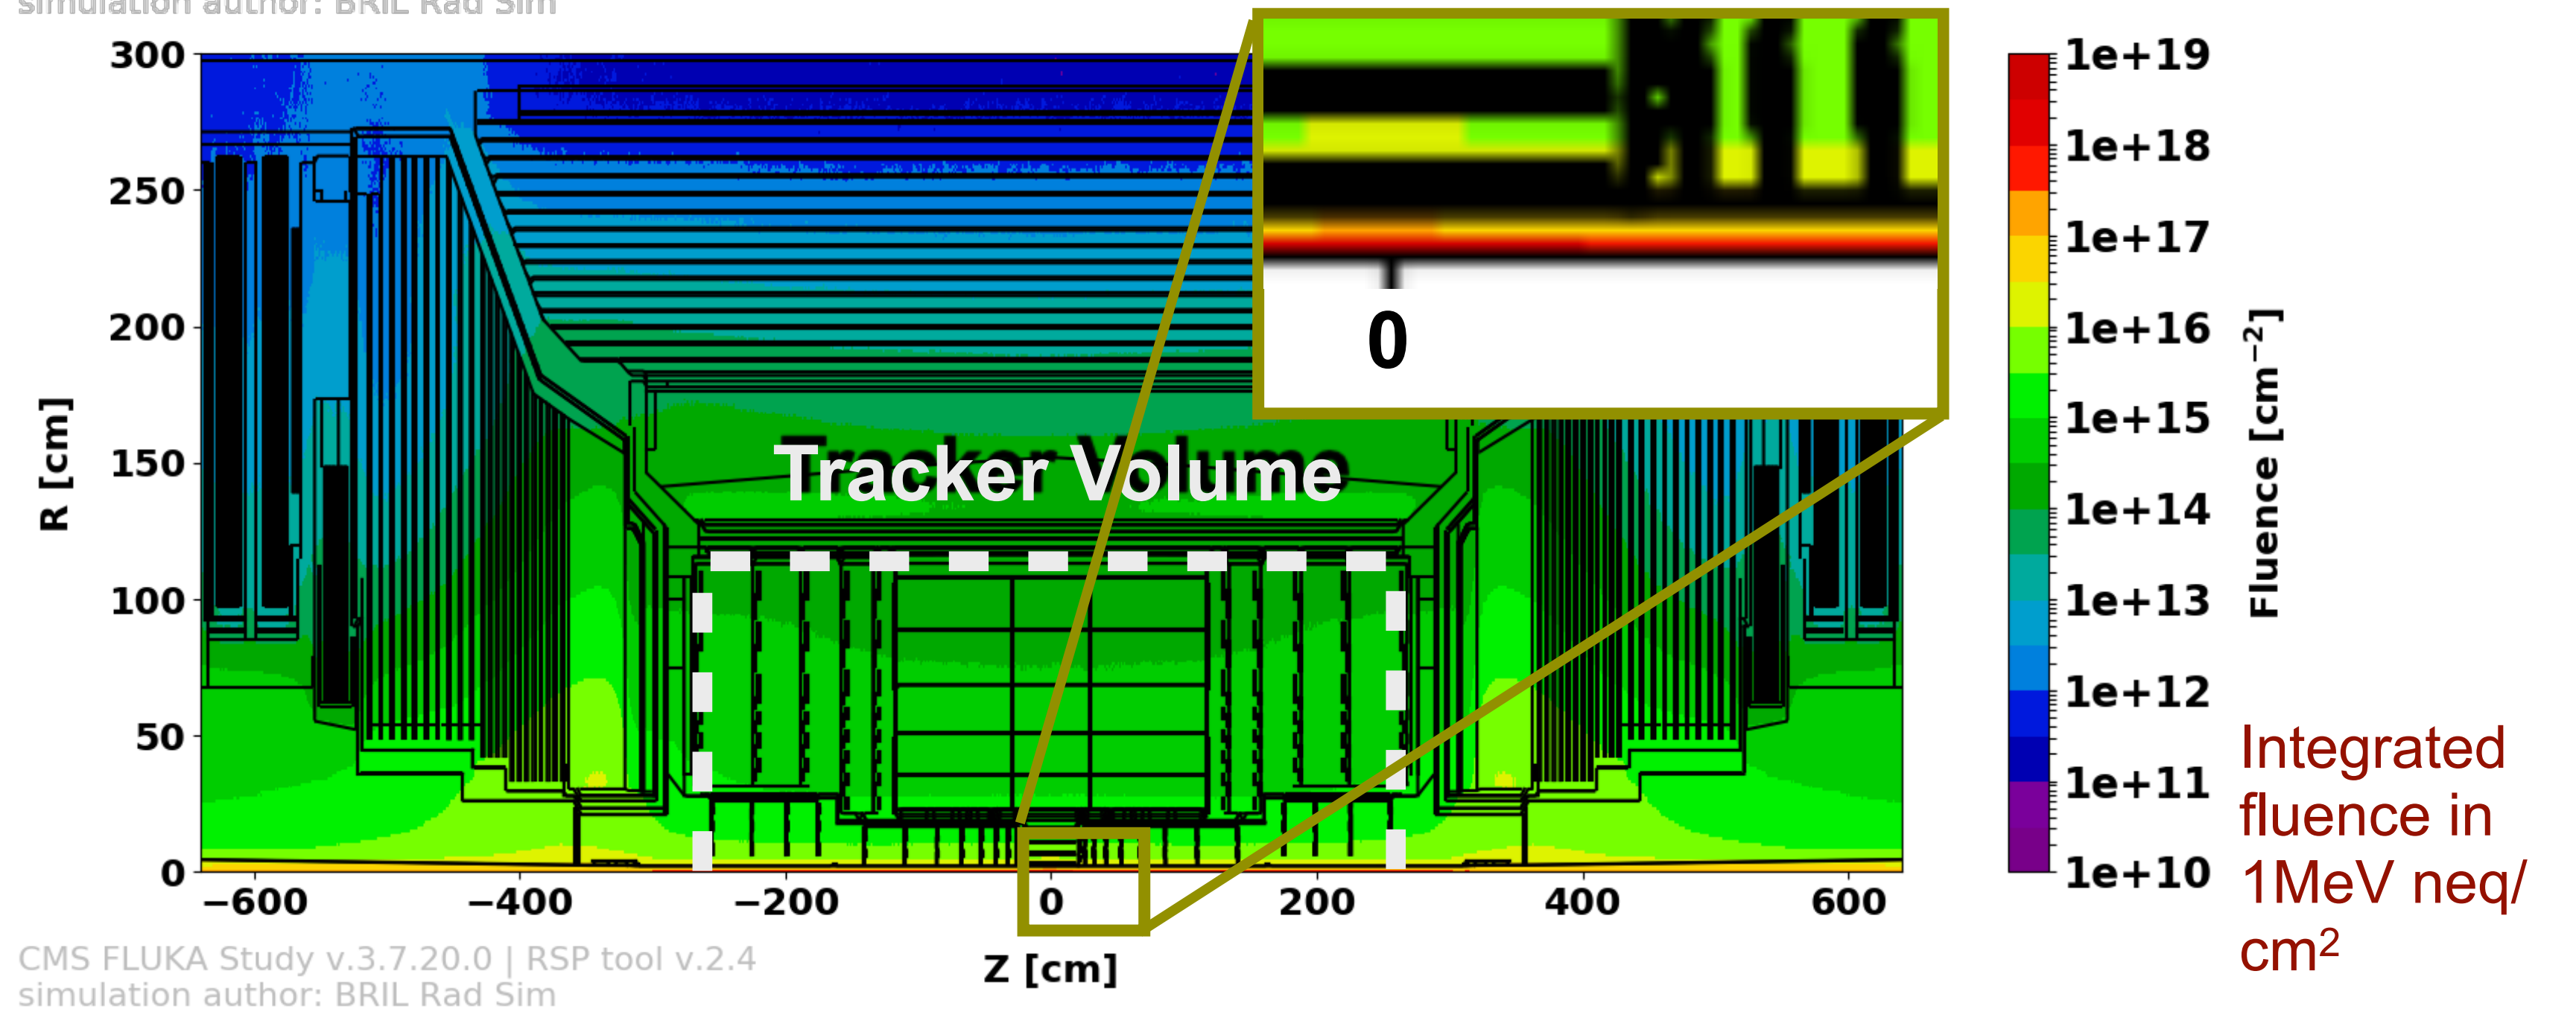 simulation author: BRIL Rad Sim
300
250
200
150
100
50
0
R [cm]
−600
−400
−200
0
200
400
600
Z [cm]
Tracker Volume
0
1e+19
1e+18
1e+17
1e+16
1e+15
1e+14
1e+13
1e+12
1e+11
1e+10
Fluence [cm⁻²]
Integrated
fluence in
1MeV neq/
cm²
CMS FLUKA Study v.3.7.20.0 | RSP tool v.2.4
simulation author: BRIL Rad Sim